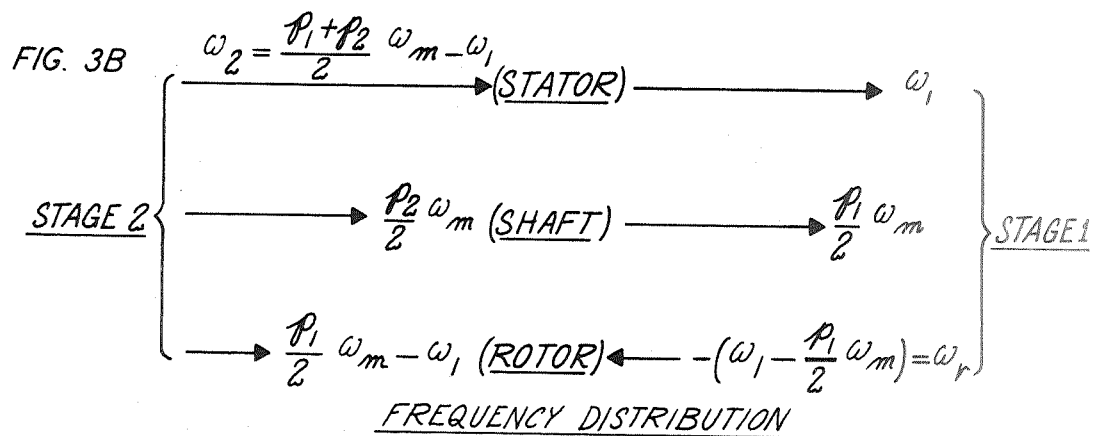 FIG. 3B
ω₂ = (p₁+p₂)/2 ωₘ − ω₁ (STATOR) ω₁
STAGE 2 p₂/2 ωₘ (SHAFT) p₁/2 ωₘ STAGE 1
p₁/2 ωₘ − ω₁ (ROTOR) −(ω₁ − p₁/2 ωₘ) = ωᵣ
FREQUENCY DISTRIBUTION